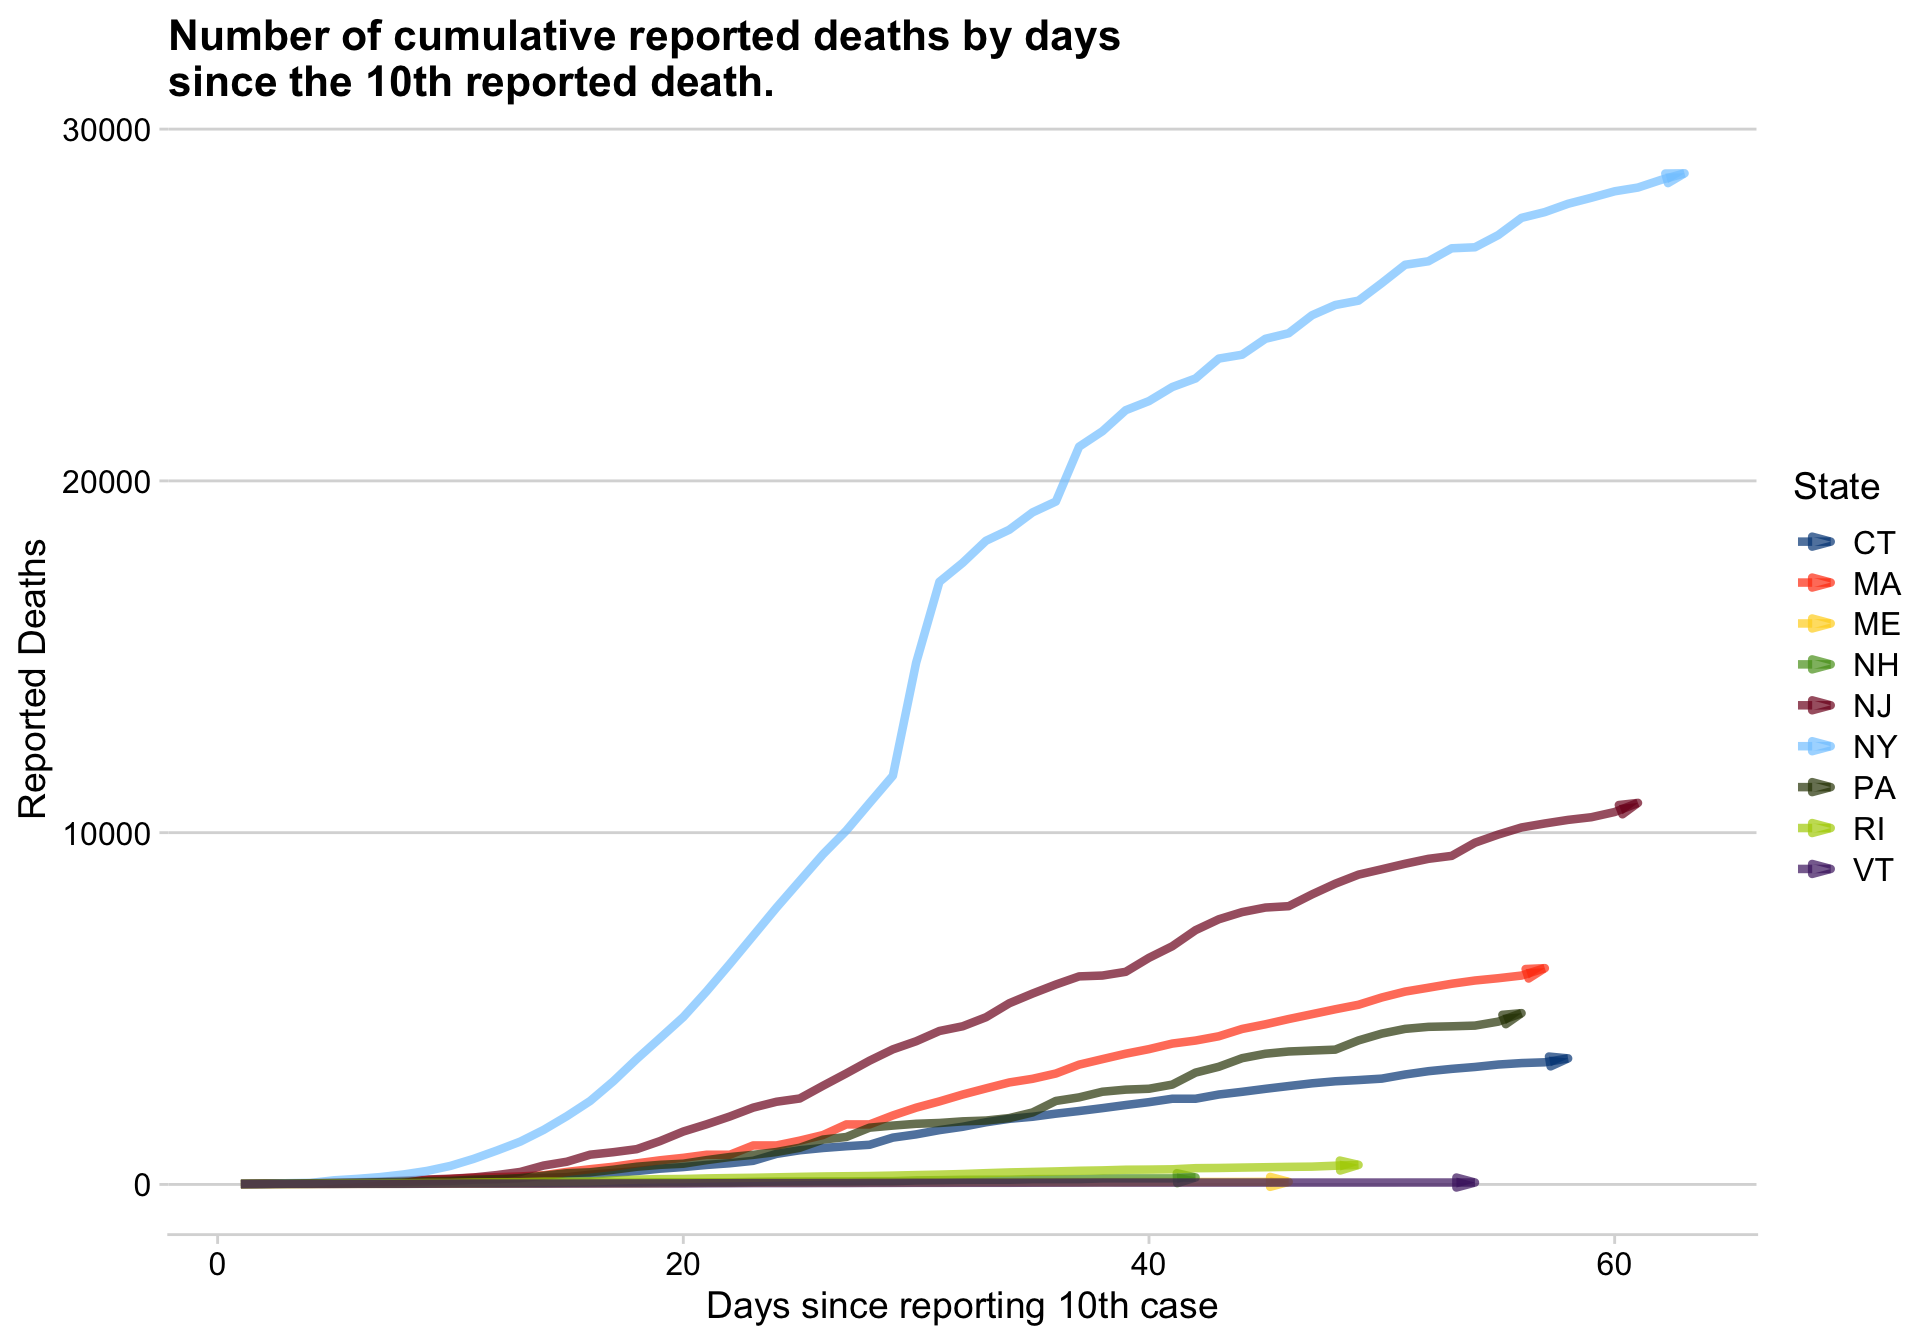 Number of cumulative reported deaths by days
since the 10th reported death.
30000
20000
10000
0
Reported Deaths
0
20
40
60
Days since reporting 10th case
State
CT
MA
ME
NH
NJ
NY
PA
RI
VT